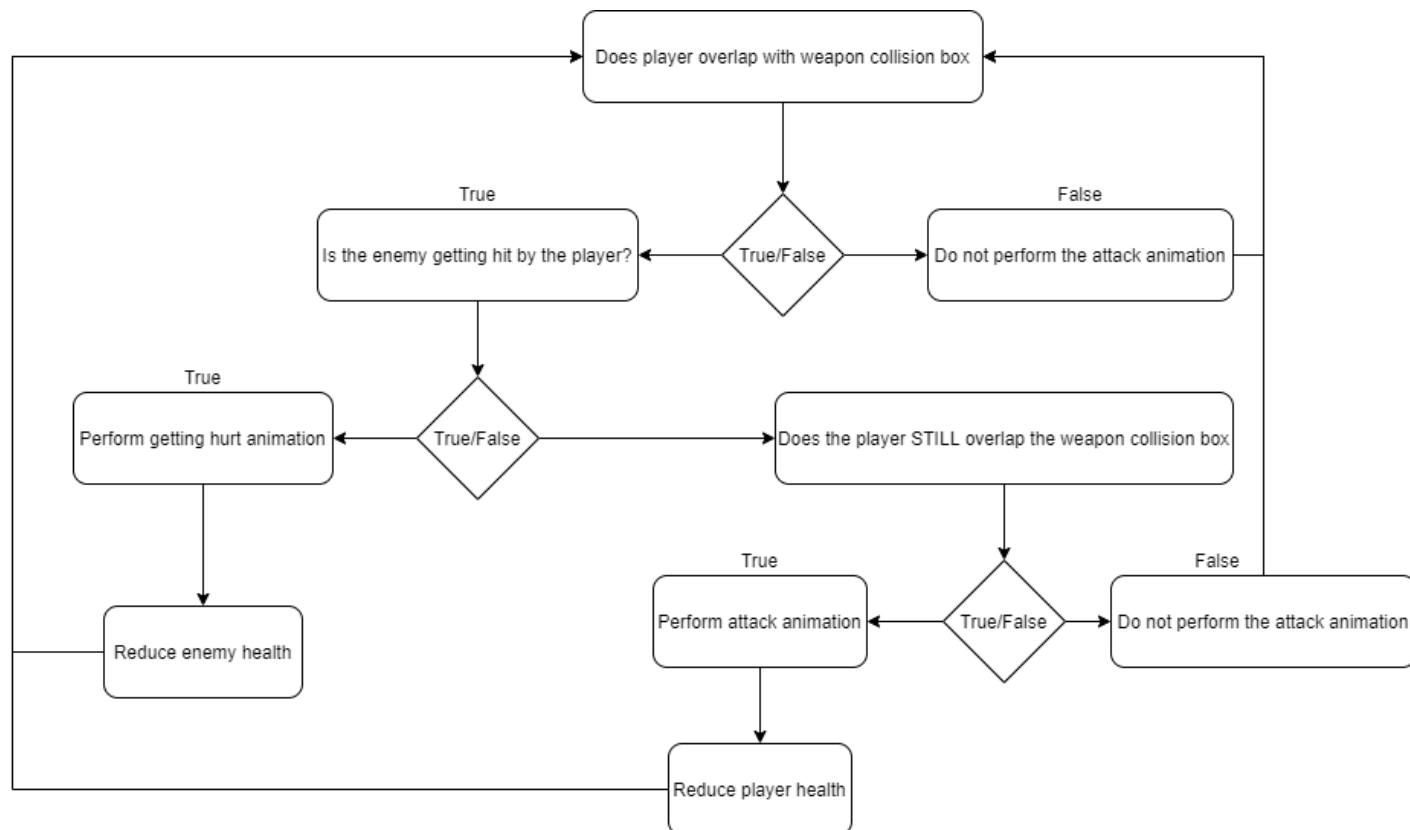 Does player overlap with weapon collision box
True
False
Is the enemy getting hit by the player?
True/False
Do not perform the attack animation
True
Perform getting hurt animation
True/False
Does the player STILL overlap the weapon collision box
True
False
Perform attack animation
True/False
Do not perform the attack animation
Reduce enemy health
Reduce player health